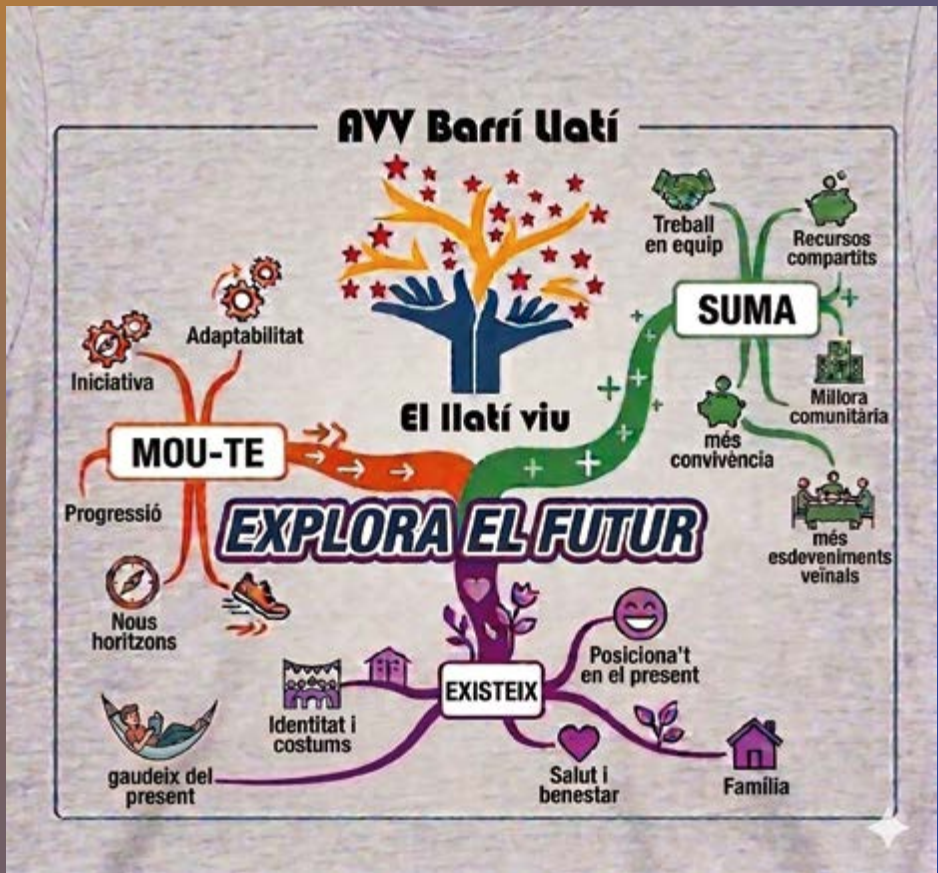 AVV Barrí Llatí
El llatí viu
Treball
en equip
Recursos
compartits
SUMA
Millora
comunitària
més
convivència
més
esdeveniments
veïnals
Adaptabilitat
Iniciativa
MOU-TE
Progressió
Nous
horitzons
EXPLORA EL FUTUR
EXISTEIX
Posiciona't
en el present
Identitat i
costums
gaudeix del
present
Salut i
benestar
Família